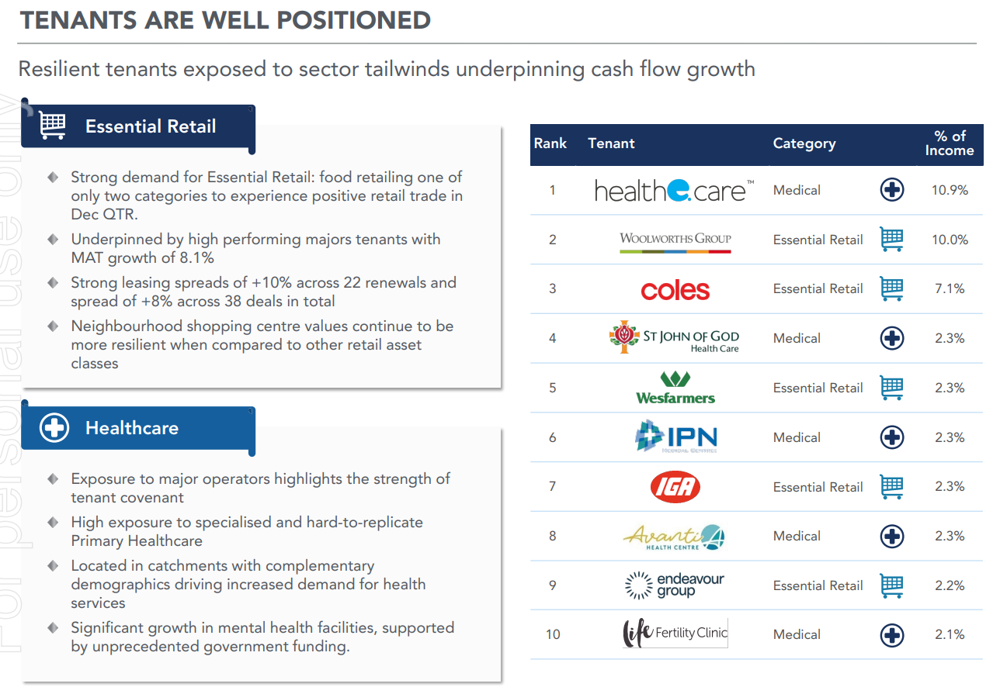 TENANTS ARE WELL POSITIONED
Resilient tenants exposed to sector tailwinds underpinning cash flow growth
For personal use only
Essential Retail
Strong demand for Essential Retail: food retailing one of
only two categories to experience positive retail trade in
Dec QTR.
Underpinned by high performing majors tenants with
MAT growth of 8.1%
Strong leasing spreads of +10% across 22 renewals and
spread of +8% across 38 deals in total
Neighbourhood shopping centre values continue to be
more resilient when compared to other retail asset
classes
Healthcare
Exposure to major operators highlights the strength of
tenant covenant
High exposure to specialised and hard-to-replicate
Primary Healthcare
Located in catchments with complementary
demographics driving increased demand for health
services
Significant growth in mental health facilities, supported
by unprecedented government funding.
Rank Tenant Category % of Income
1 healthe.care™ Medical 10.9%
2 WOOLWORTHS GROUP Essential Retail 10.0%
3 coles Essential Retail 7.1%
4 ST JOHN OF GOD Health Care Medical 2.3%
5 Wesfarmers Essential Retail 2.3%
6 IPN MEDICAL CENTRES Medical 2.3%
7 IGA Essential Retail 2.3%
8 Avanti HEALTH CENTRE Medical 2.3%
9 endeavour group Essential Retail 2.2%
10 life Fertility Clinic Medical 2.1%